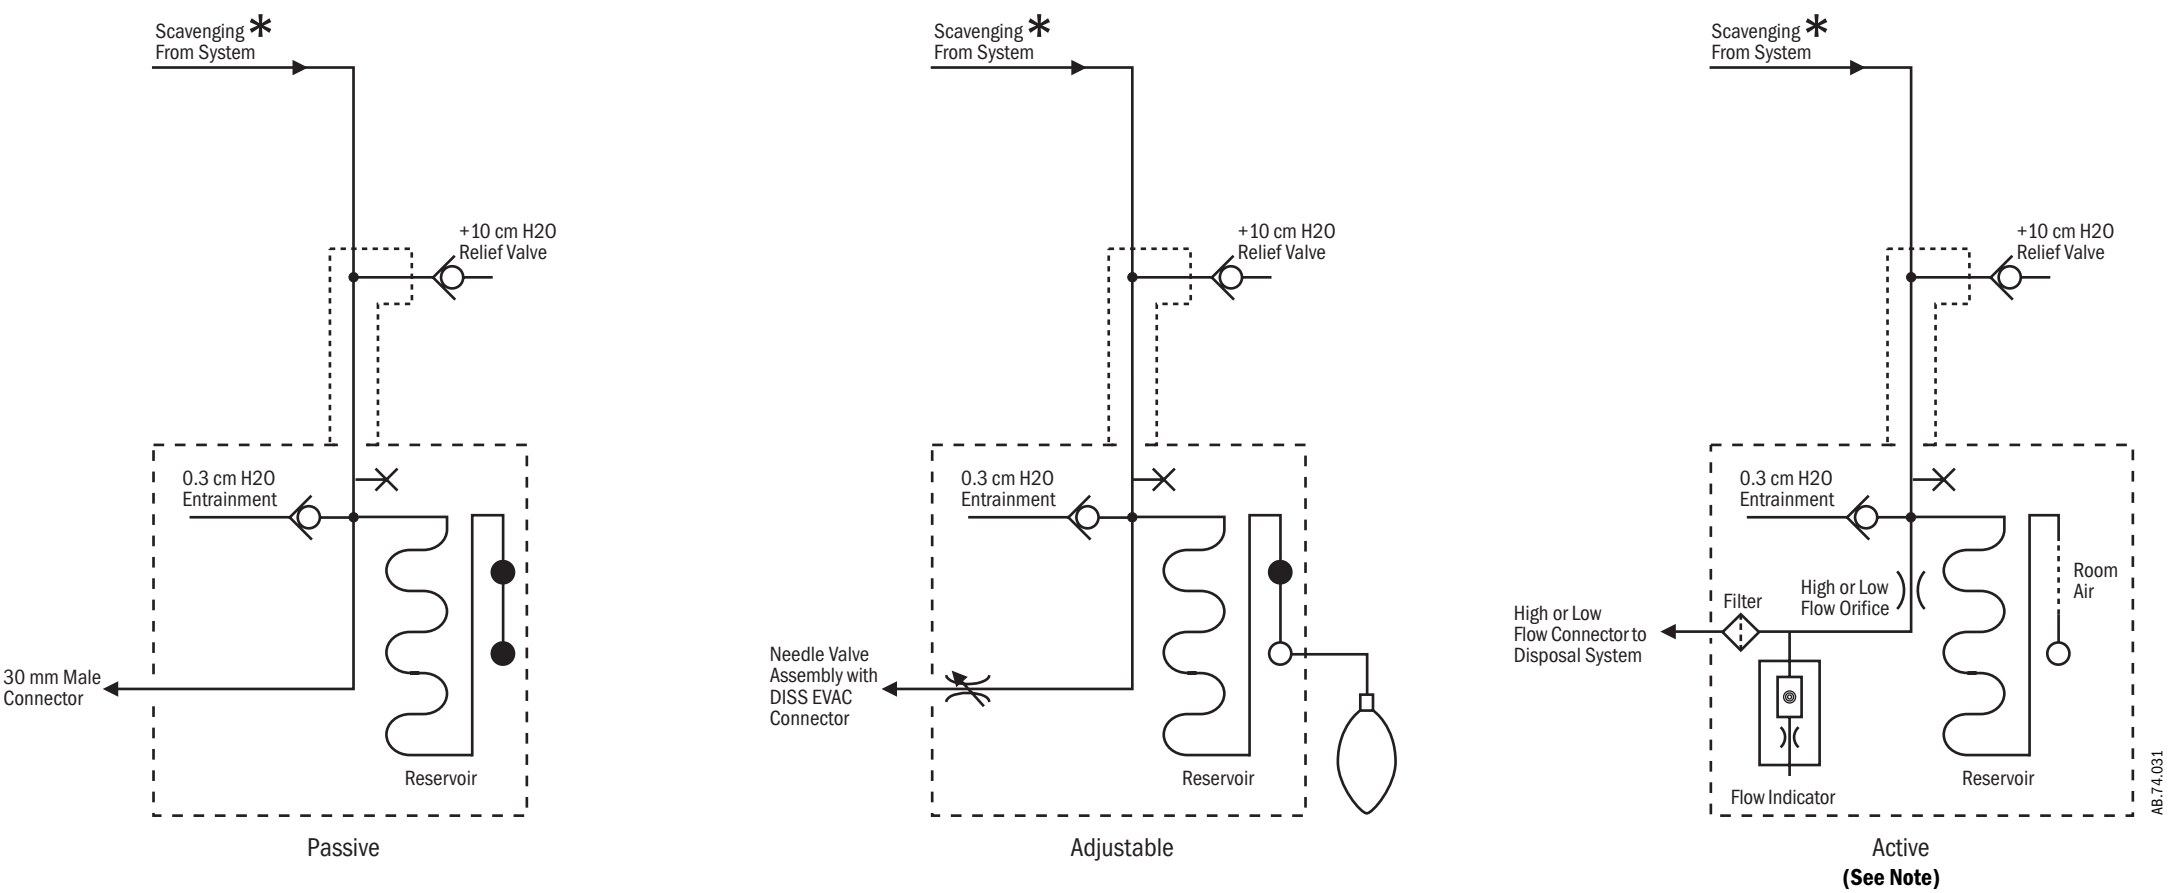 Scavenging *
From System
+10 cm H2O
Relief Valve
0.3 cm H2O
Entrainment
30 mm Male
Connector
Reservoir
Passive
Scavenging *
From System
+10 cm H2O
Relief Valve
0.3 cm H2O
Entrainment
Needle Valve
Assembly with
DISS EVAC
Connector
Reservoir
Adjustable
Scavenging *
From System
+10 cm H2O
Relief Valve
0.3 cm H2O
Entrainment
High or Low
Flow Orifice
Room
Air
Filter
High or Low
Flow Connector to
Disposal System
Flow Indicator
Reservoir
Active
(See Note)
AB.74.031